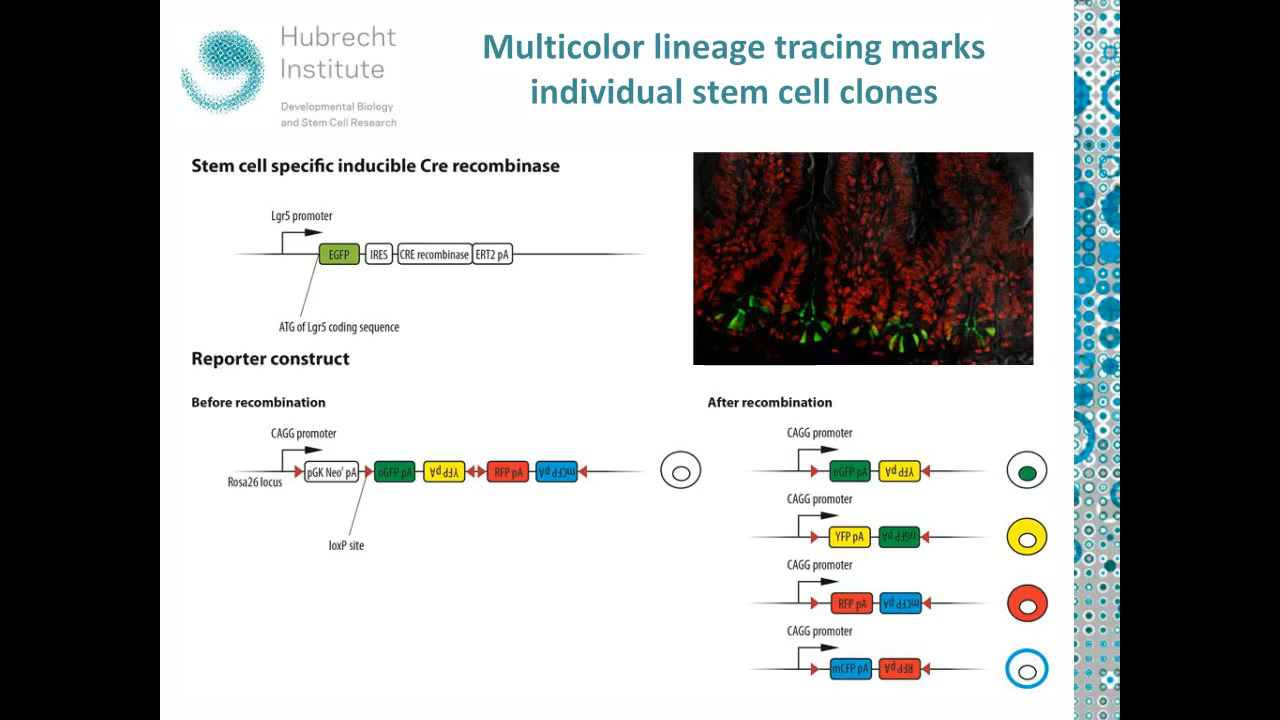 Hubrecht
Institute
Developmental Biology
and Stem Cell Research
Multicolor lineage tracing marks
individual stem cell clones
Stem cell specific inducible Cre recombinase
Lgr5 promoter
EGFP
IRES
CRE recombinase
ERT2 pA
ATG of Lgr5 coding sequence
Reporter construct
Before recombination
CAGG promoter
Rosa26 locus
pGK Neoʳ pA
nGFP pA
YFP pA
RFP pA
mCFP pA
loxP site
After recombination
CAGG promoter
nGFP pA
YFP pA
CAGG promoter
YFP pA
nGFP pA
CAGG promoter
RFP pA
mCFP pA
CAGG promoter
mCFP pA
RFP pA